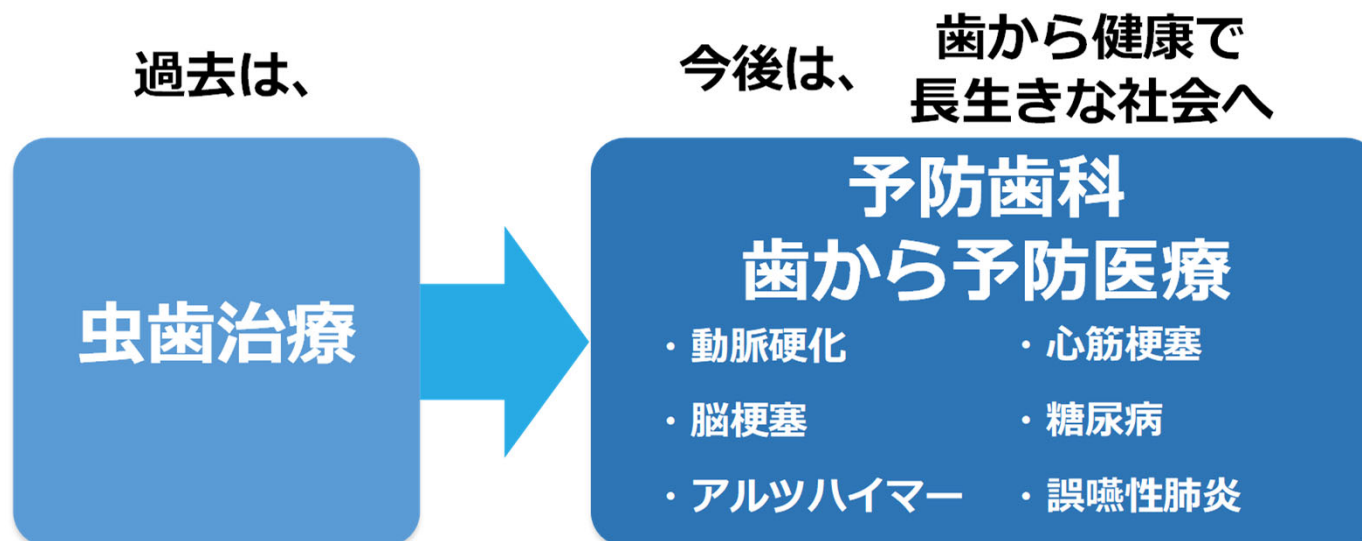 過去は、
虫歯治療
今後は、
歯から健康で
長生きな社会へ
予防歯科
歯から予防医療
・動脈硬化
・心筋梗塞
・脳梗塞
・糖尿病
・アルツハイマー
・誤嚥性肺炎